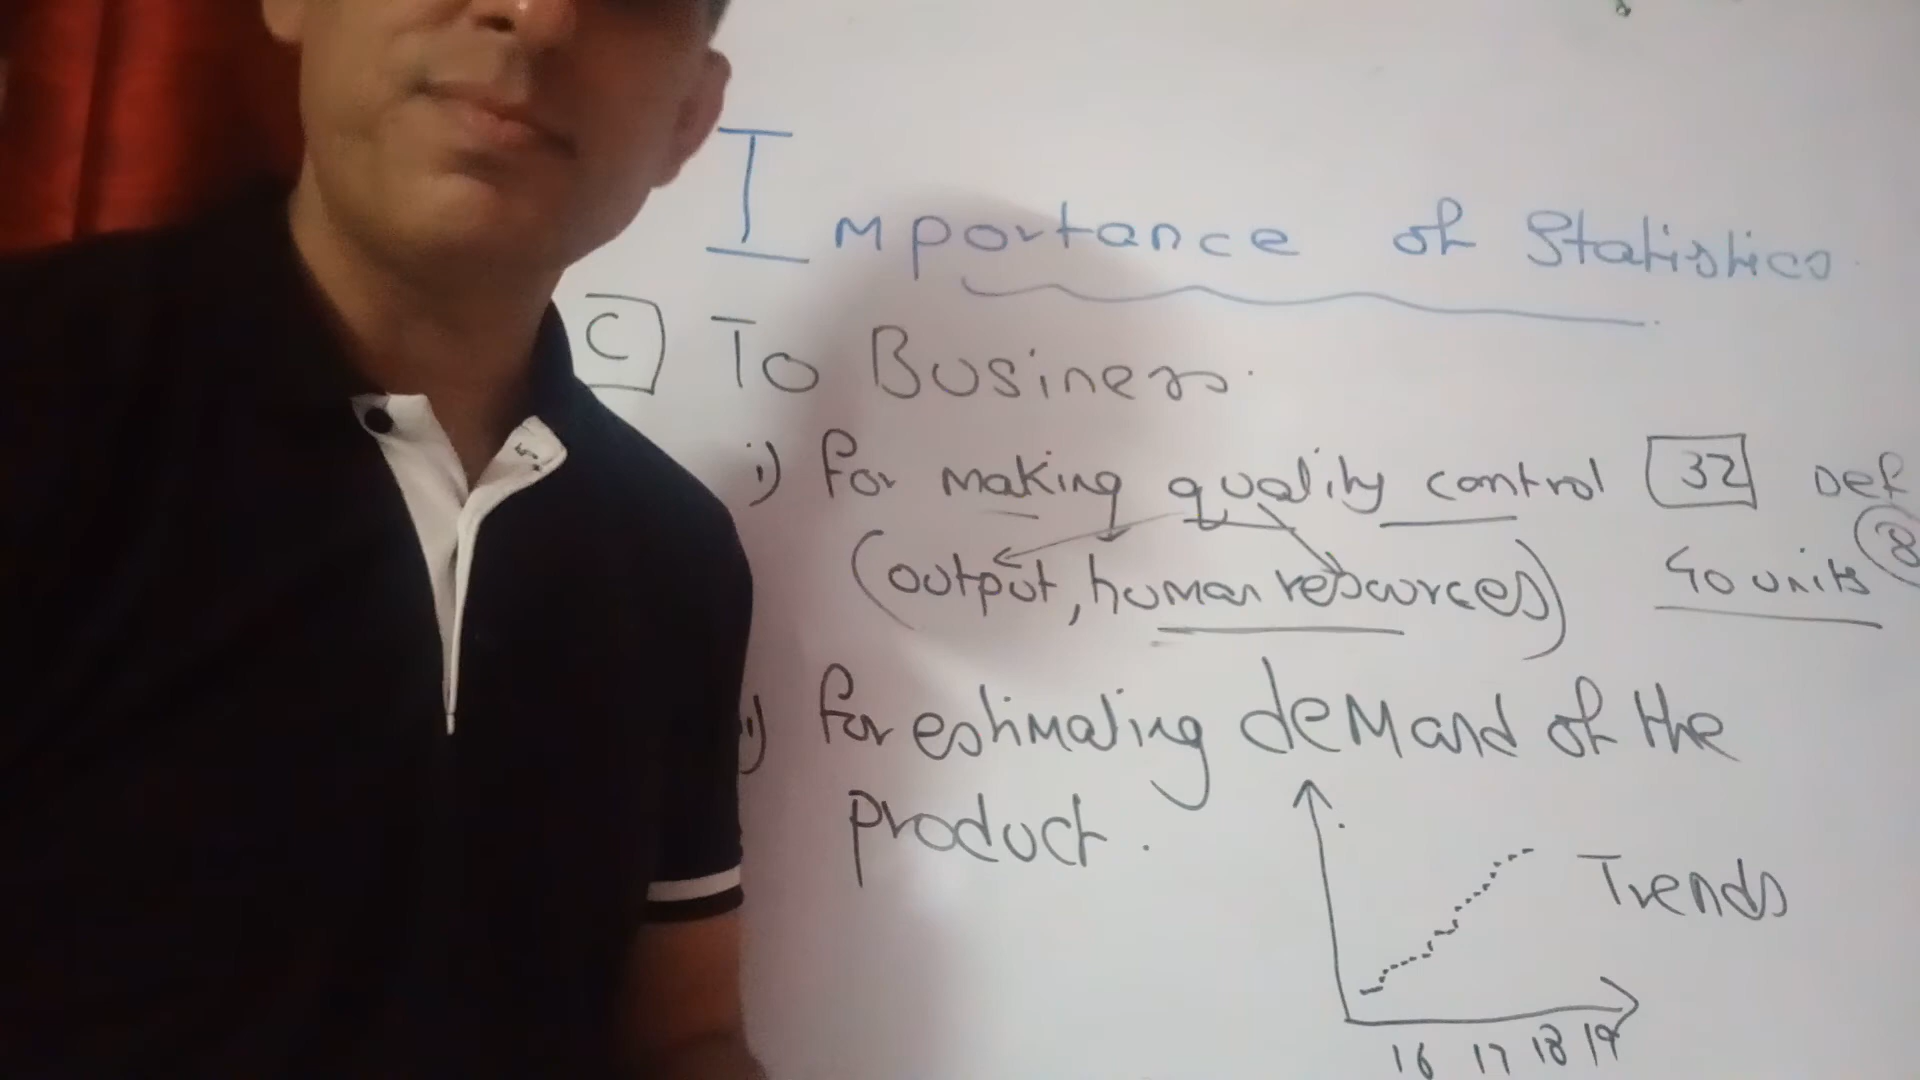 Importance of Statistics
C To Business.
i) for making quality control 32 Def
(output, human resources) 40 units 8
i) for estimating demand of the
product.
Trends
16 17 18 19